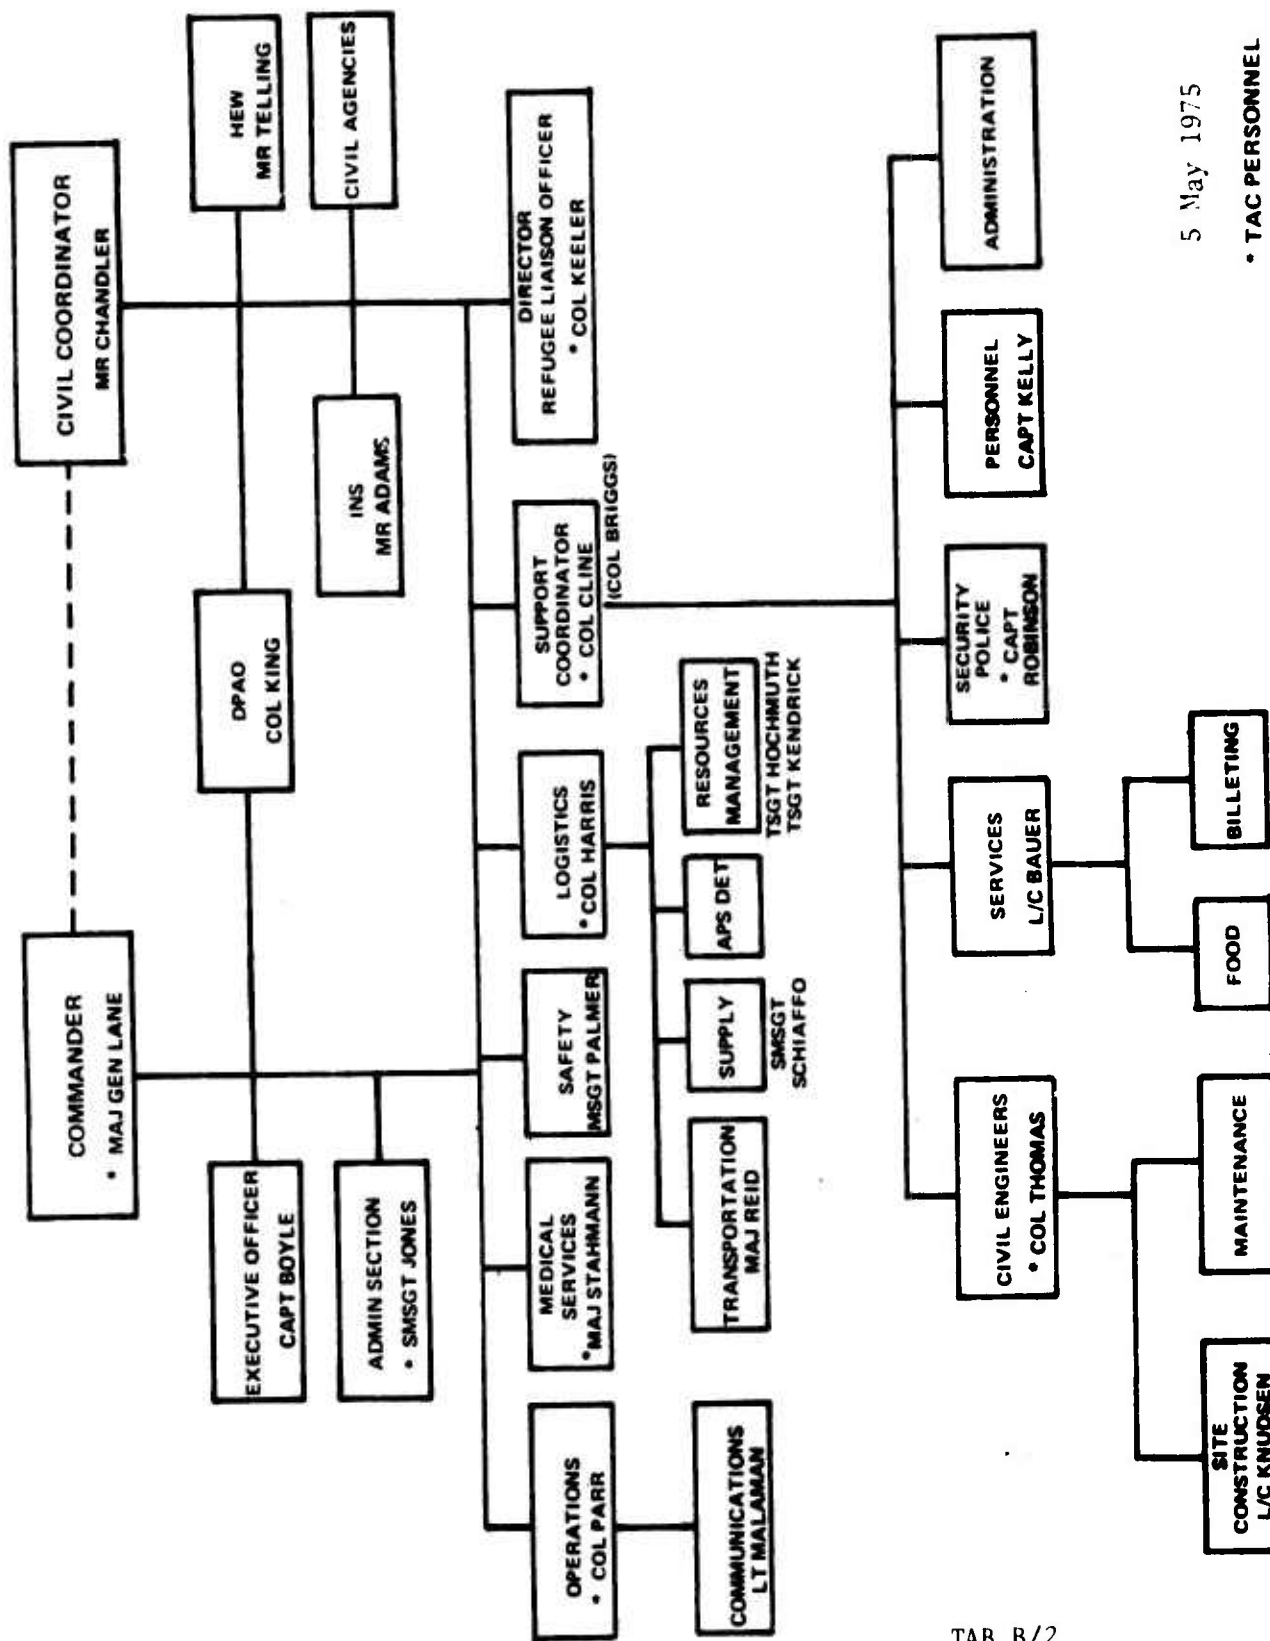 COMMANDER
* MAJ GEN LANE
CIVIL COORDINATOR
MR CHANDLER
EXECUTIVE OFFICER
CAPT BOYLE
DPAO
COL KING
HEW
MR TELLING
ADMIN SECTION
* SMSGT JONES
INS
MR ADAMS
CIVIL AGENCIES
OPERATIONS
* COL PARR
MEDICAL
SERVICES
*MAJ STAHMANN
SAFETY
MSGT PALMER
LOGISTICS
*COL HARRIS
SUPPORT
COORDINATOR
* COL CLINE
(COL BRIGGS)
DIRECTOR
REFUGEE LIAISON OFFICER
* COL KEELER
COMMUNICATIONS
LT MALAMAN
TRANSPORTATION
MAJ REID
SUPPLY
SMSGT
SCHIAFFO
APS DET
RESOURCES
MANAGEMENT
TSGT HOCHMUTH
TSGT KENDRICK
CIVIL ENGINEERS
* COL THOMAS
SERVICES
L/C BAUER
SECURITY
POLICE
* CAPT
ROBINSON
PERSONNEL
CAPT KELLY
ADMINISTRATION
SITE
CONSTRUCTION
L/C KNUDSEN
MAINTENANCE
FOOD
BILLETING
5 May 1975
* TAC PERSONNEL
TAB B/2